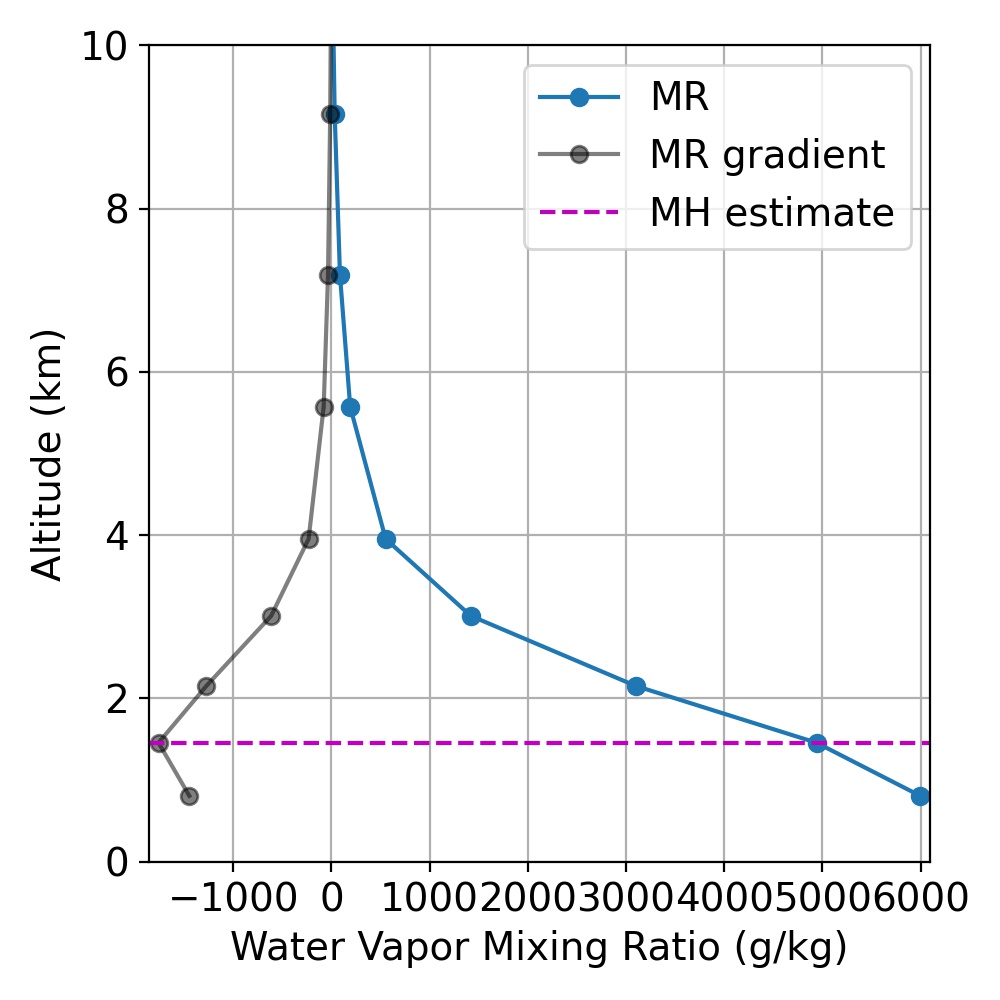 10
8
6
4
2
0
Altitude (km)
MR
MR gradient
MH estimate
−1000 0 1000 2000 3000 4000 5000 6000
Water Vapor Mixing Ratio (g/kg)